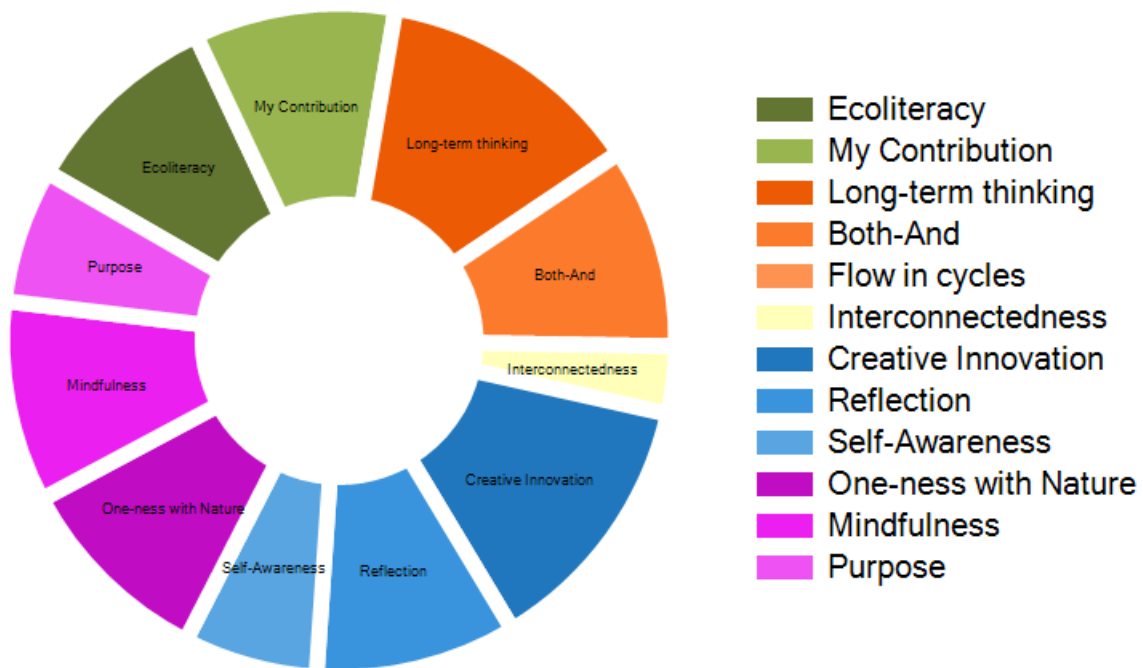 My Contribution
Long-term thinking
Ecoliteracy
Purpose
Both-And
Interconnectedness
Mindfulness
Creative Innovation
One-ness with Nature
Self-Awareness
Reflection
Ecoliteracy
My Contribution
Long-term thinking
Both-And
Flow in cycles
Interconnectedness
Creative Innovation
Reflection
Self-Awareness
One-ness with Nature
Mindfulness
Purpose